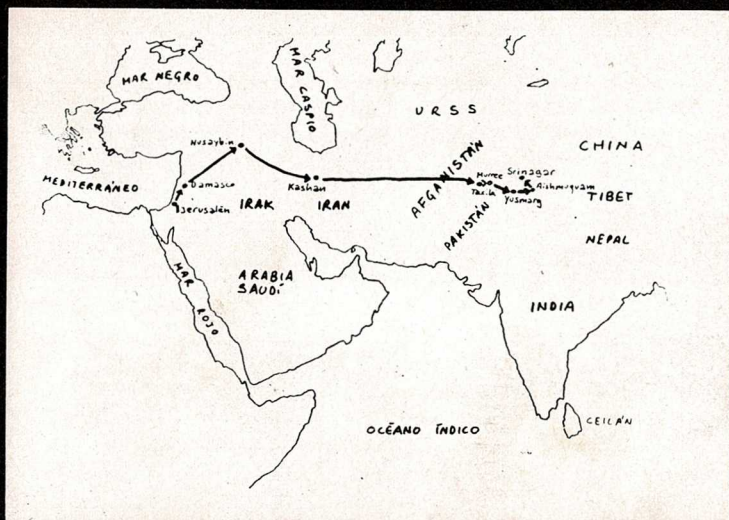 MAR NEGRO
MAR CASPIO
URSS
CHINA
Nusaybin
AFGANISTÁN
Murree
Srinagar
MEDITERRÁNEO
Damasco
Kashan
Taxila
Yusmarg
Aishmuquam
TIBET
Jerusalén
IRAK
IRAN
PAKISTÁN
NEPAL
MAR
ROJO
ARABIA
SAUDÍ
INDIA
OCÉANO ÍNDICO
CEILÁN